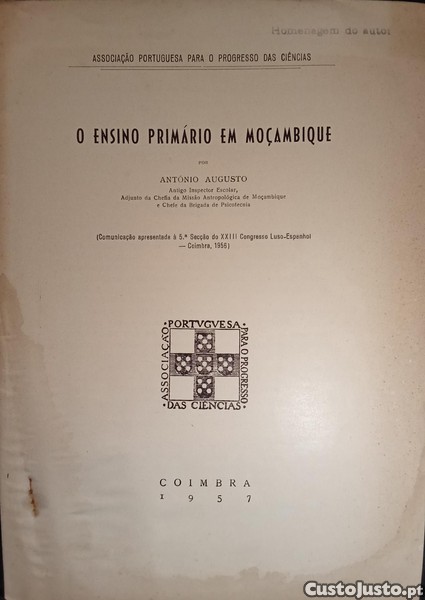 Homenagem do autor
ASSOCIAÇÃO PORTUGUESA PARA O PROGRESSO DAS CIÊNCIAS
O ENSINO PRIMÁRIO EM MOÇAMBIQUE
POR
ANTÓNIO AUGUSTO
Antigo Inspector Escolar,
Adjunto da Chefia da Missão Antropológica de Moçambique
e Chefe da Brigada de Psicotecnia
(Comunicação apresentada à 5.ª Secção do XXIII Congresso Luso-Espanhol
— Coimbra, 1956)
ASSOCIAÇÃO
PORTVGVESA
PARA O PROGRESSO
DAS CIÊNCIAS
COIMBRA
1957
CustoJusto.pt